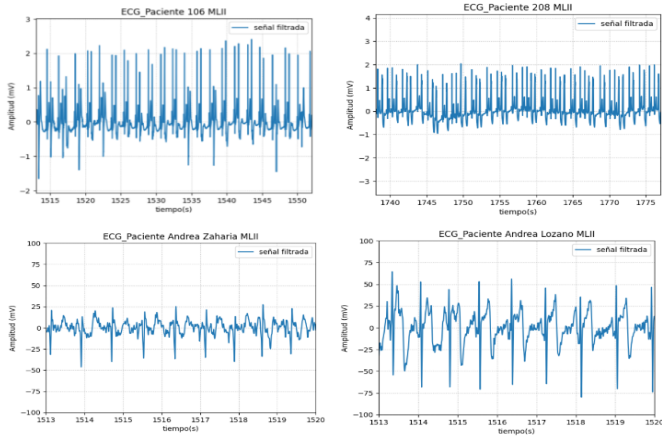 ECG_Paciente 106 MLII
señal filtrada
Amplitud (mV)
3
2
1
0
−1
−2
1515 1520 1525 1530 1535 1540 1545 1550
tiempo(s)
ECG_Paciente 208 MLII
señal filtrada
Amplitud (mV)
4
3
2
1
0
−1
−2
−3
1740 1745 1750 1755 1760 1765 1770 1775
tiempo(s)
ECG_Paciente Andrea Zaharia MLII
señal filtrada
Amplitud (mV)
100
75
50
25
0
−25
−50
−75
−100
1513 1514 1515 1516 1517 1518 1519 1520
tiempo(s)
ECG_Paciente Andrea Lozano MLII
señal filtrada
Amplitud (mV)
100
75
50
25
0
−25
−50
−75
−100
1513 1514 1515 1516 1517 1518 1519 1520
tiempo(s)